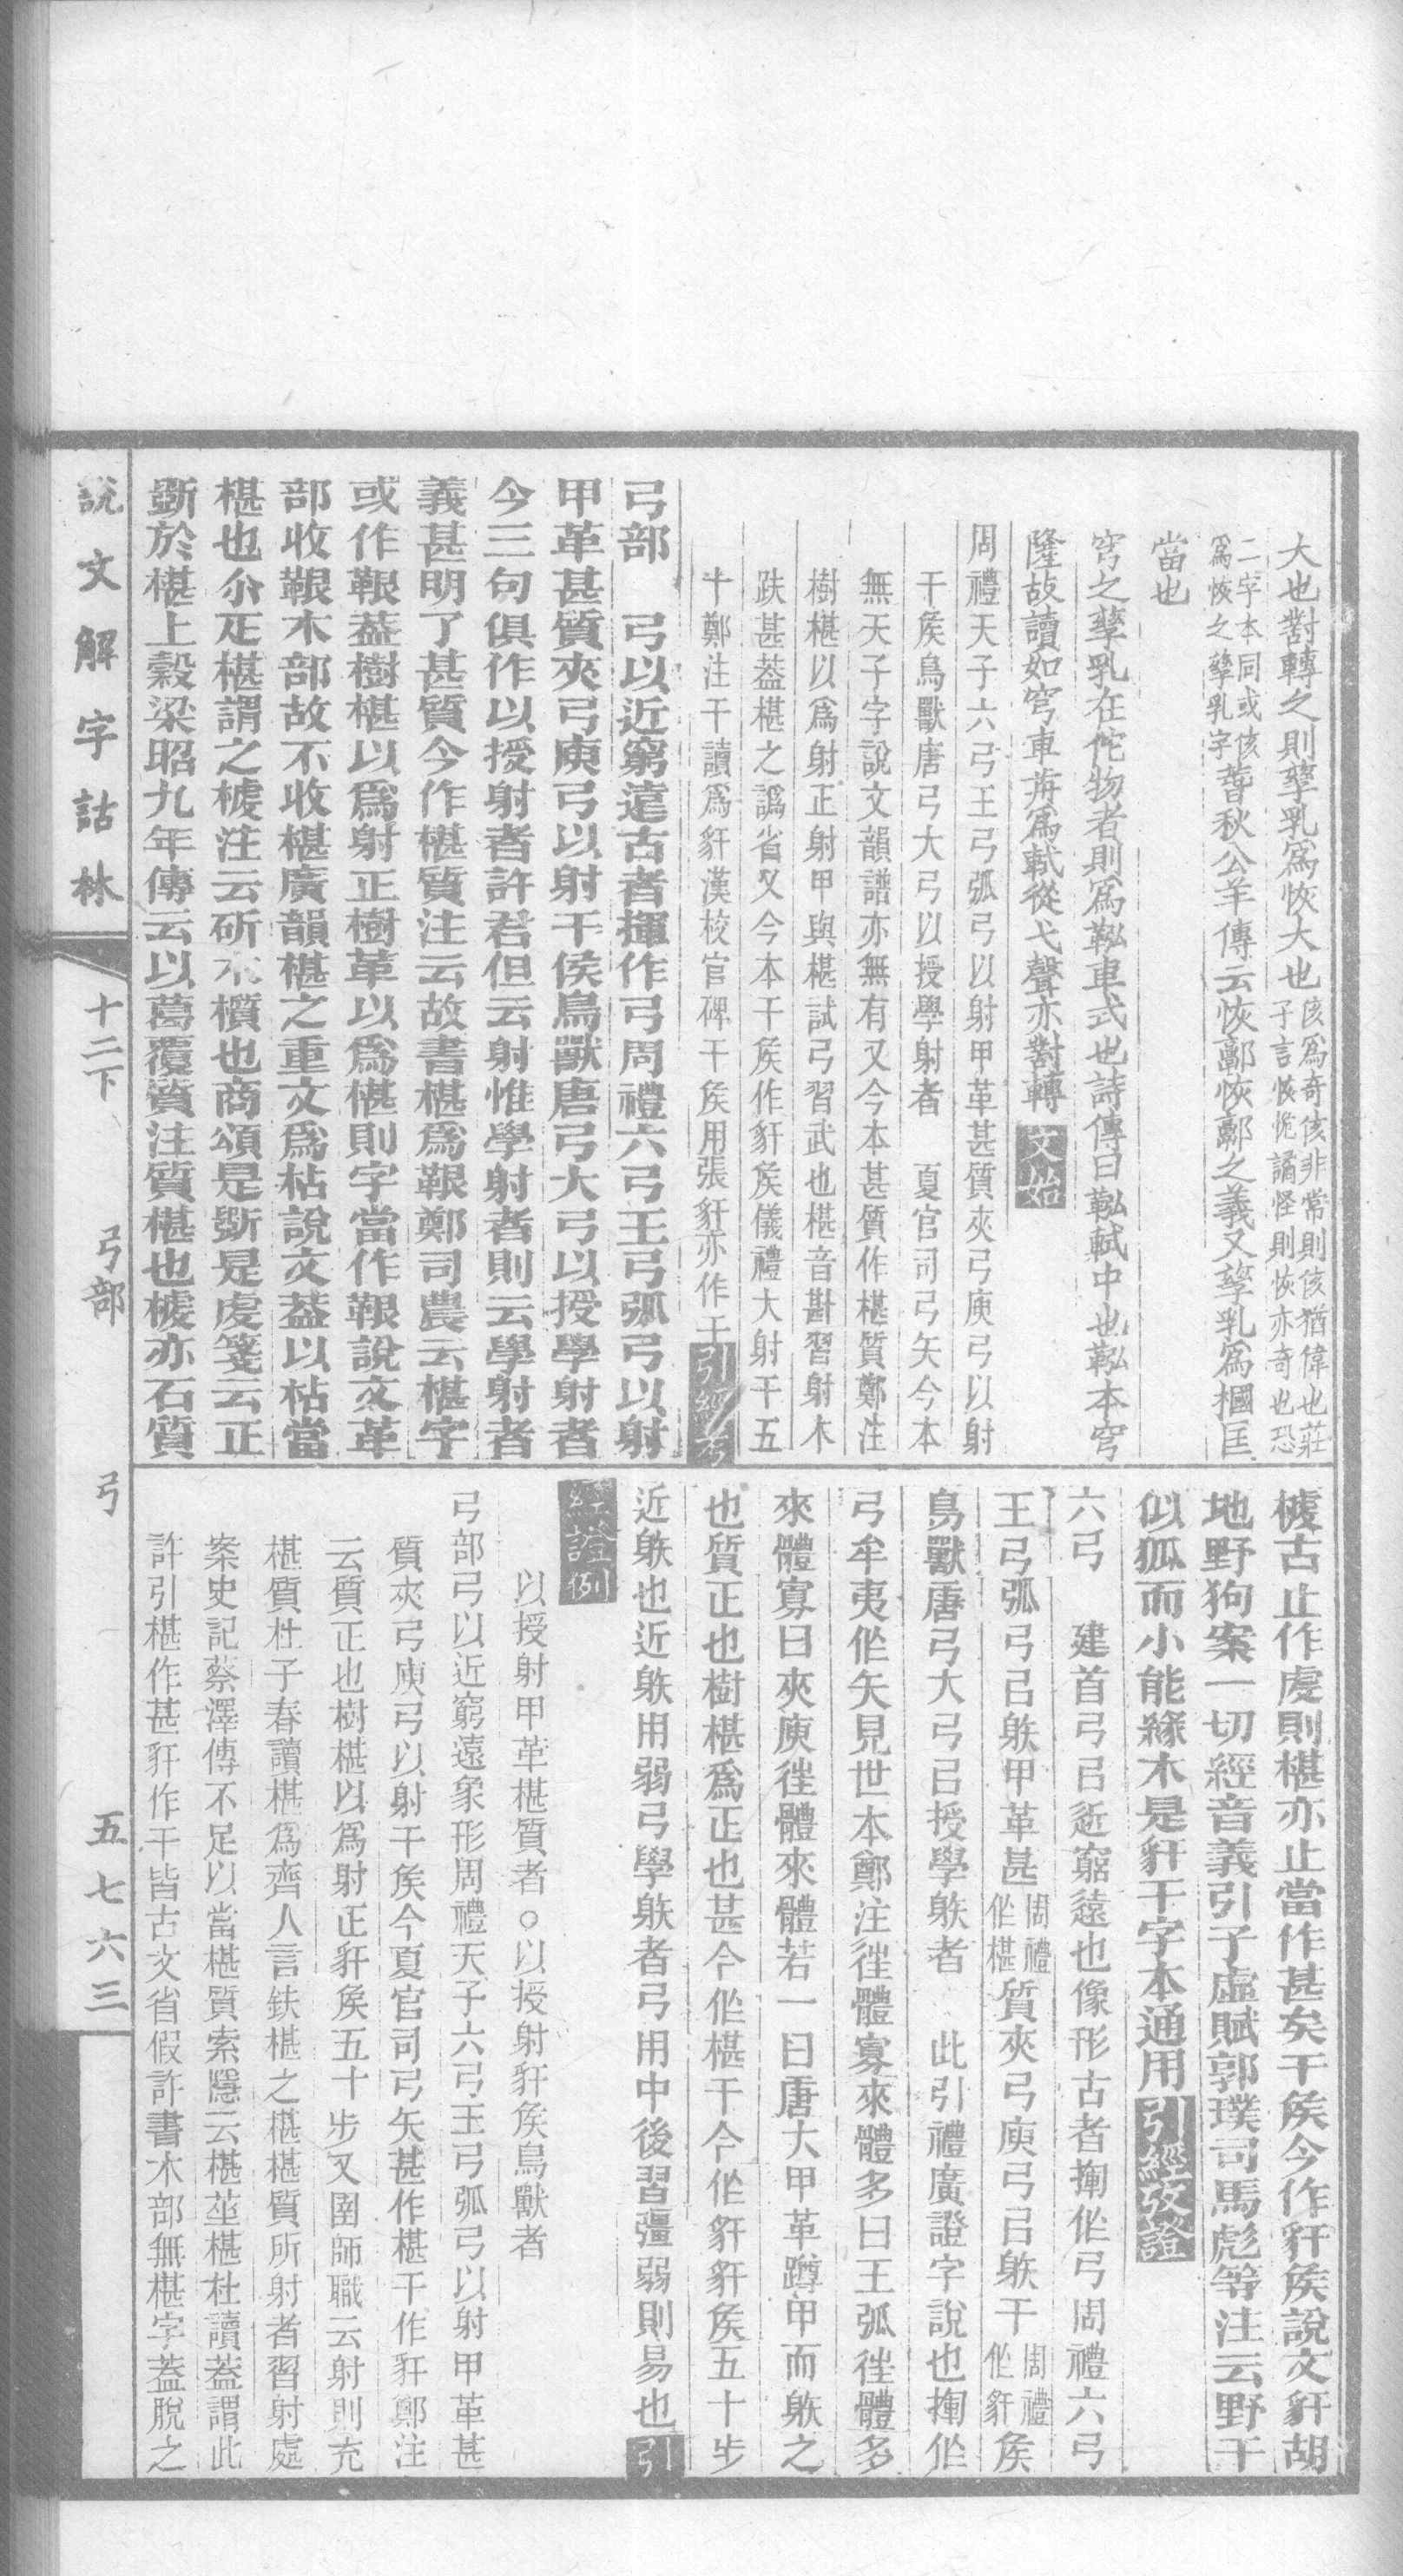 大也對轉之則孳乳爲恢大也侅爲奇侅非常則侅猶偉也莊
子言恢恑譎怪則恢亦奇也恐
二字本同或侅
爲恢之孳乳字晉秋公羊傳云恢鄺恢鄺之義又孳乳爲槶匡
當也
穹之孳乳在佗物者則爲鞃車式也詩傳曰鞃軾中也鞃本穹
隆故讀如穹車冄爲軾從弋聲亦對轉文始
周禮天子六弓王弓弧弓以射甲革甚質夾弓庾弓以射
干矦鳥獸唐弓大弓以授學射者　夏官司弓矢今本
無天子字說文韻譜亦無有又今本甚質作椹質鄭注
樹椹以爲射正射甲與椹試弓習武也椹音斟習射木
趺甚葢椹之譌省又今本干矦作豻矦儀禮大射干五
十鄭注干讀爲豻漢校官碑干矦用張豻亦作干引經攷
弓部　弓以近窮遠古者揮作弓周禮六弓王弓弧弓以射
甲革甚質夾弓庾弓以射干侯鳥獸唐弓大弓以授學射者
今三句俱作以授射者許君但云射惟學射者則云學射者
義甚明了甚質今作椹質注云故書椹爲鞎鄭司農云椹字
或作鞎葢樹椹以爲射正樹革以爲椹則字當作鞎說文革
部收鞎木部故不收椹廣韻椹之重文爲枮說文葢以枮當
椹也尒疋椹謂之榩注云斫木櫍也商頌是斲是虔箋云正
斲於椹上穀梁昭九年傳云以葛覆質注質椹也榩亦石質
榩古止作虔則椹亦止當作甚矣干矦今作豻矦說文豻胡
地野狗案一切經音義引子虛賦郭璞司馬彪等注云野干
似狐而小能緣木是豻干字本通用引經攷證
六弓　建首弓㠯近窮遠也像形古者揮作弓周禮六弓
王弓弧弓㠯躲甲革甚周禮
作椹質夾弓庾弓㠯躲干周禮
作豻矦
鳥獸唐弓大弓㠯授學躲者　此引禮廣證字說也揮作
弓牟夷作矢見世本鄭注徃體寡來體多曰王弧徃體多
來體寡曰夾庾徃體來體若一曰唐大甲革蹲甲而躲之
也質正也樹椹爲正也甚今作椹干今作豻豻矦五十步
近躲也近躲用弱弓學躲者弓用中後習彊弱則易也引
經證例
以授射甲革椹質者○以授射豻矦鳥獸者
弓部弓以近窮遠象形周禮天子六弓王弓弧弓以射甲革甚
質夾弓庾弓以射干矦今夏官司弓矢甚作椹干作豻鄭注
云質正也樹椹以爲射正豻矦五十步又圉師職云射則充
椹質杜子春讀椹爲齊人言鈇椹之椹椹質所射者習射處
案史記蔡澤傳不足以當椹質索隱云椹莝椹杜讀葢謂此
許引椹作甚豻作干皆古文省假許書木部無椹字葢脫之
說文解字詁林
十二下
弓部
弓
五七六三